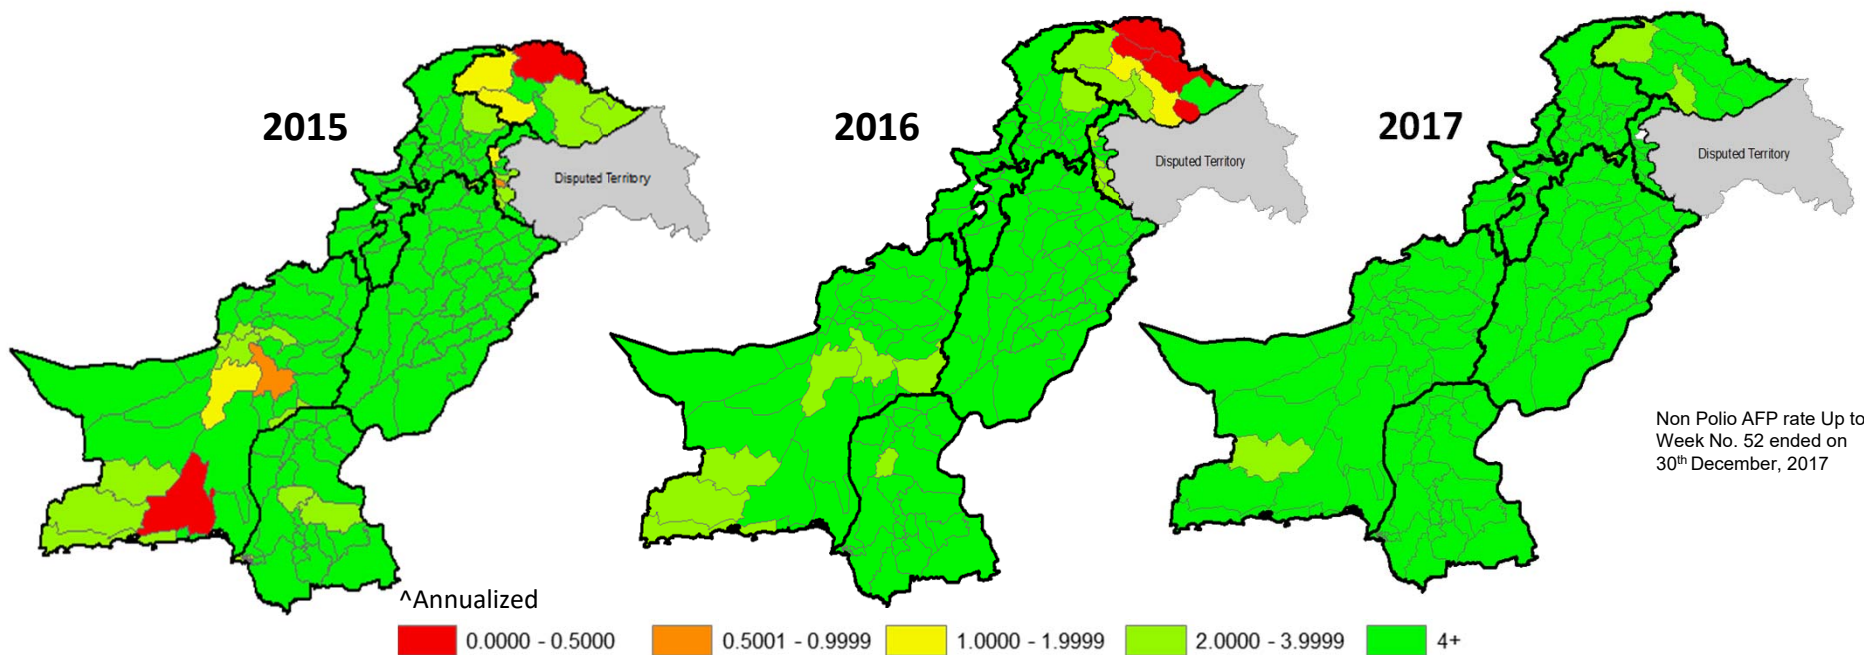 2015
2016
2017
Disputed Territory
Disputed Territory
Disputed Territory
Non Polio AFP rate Up to
Week No. 52 ended on
30th December, 2017
^Annualized
0.0000 - 0.5000
0.5001 - 0.9999
1.0000 - 1.9999
2.0000 - 3.9999
4+